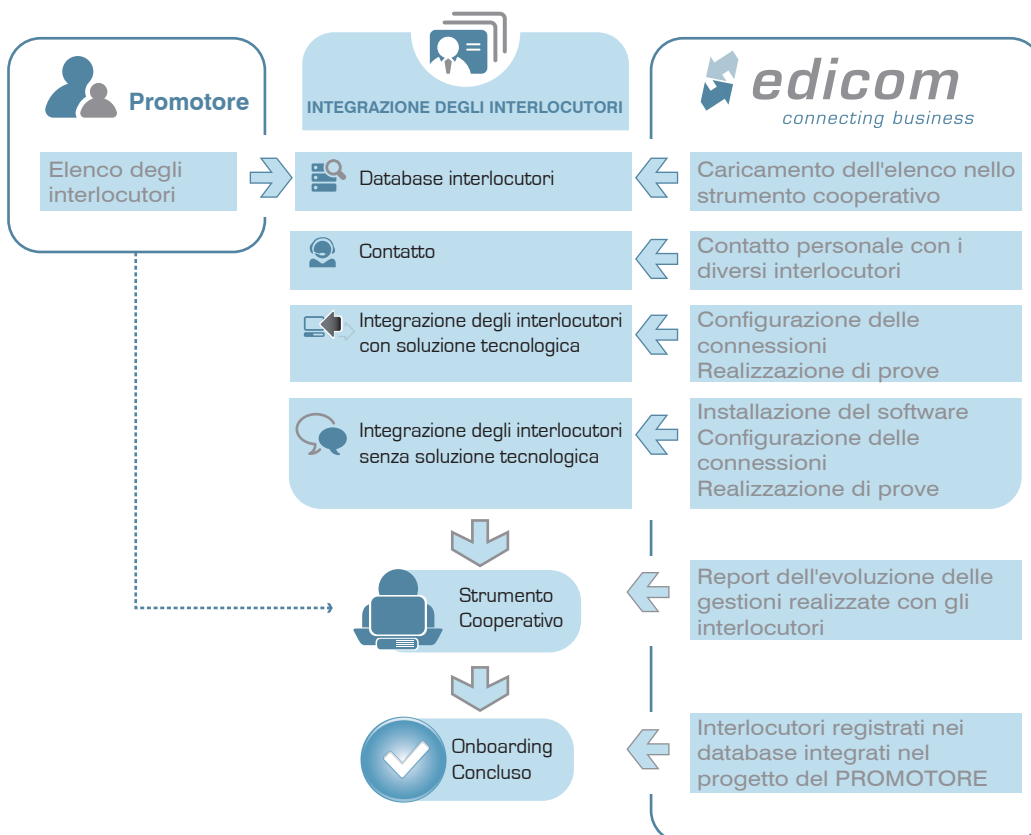 Promotore
INTEGRAZIONE DEGLI INTERLOCUTORI
edicom
connecting business
Elenco degli
interlocutori
Database interlocutori
Caricamento dell'elenco nello
strumento cooperativo
Contatto
Contatto personale con i
diversi interlocutori
Integrazione degli interlocutori
con soluzione tecnologica
Configurazione delle
connessioni
Realizzazione di prove
Integrazione degli interlocutori
senza soluzione tecnologica
Installazione del software
Configurazione delle
connessioni
Realizzazione di prove
Strumento
Cooperativo
Report dell'evoluzione delle
gestioni realizzate con gli
interlocutori
Onboarding
Concluso
Interlocutori registrati nei
database integrati nel
progetto del PROMOTORE